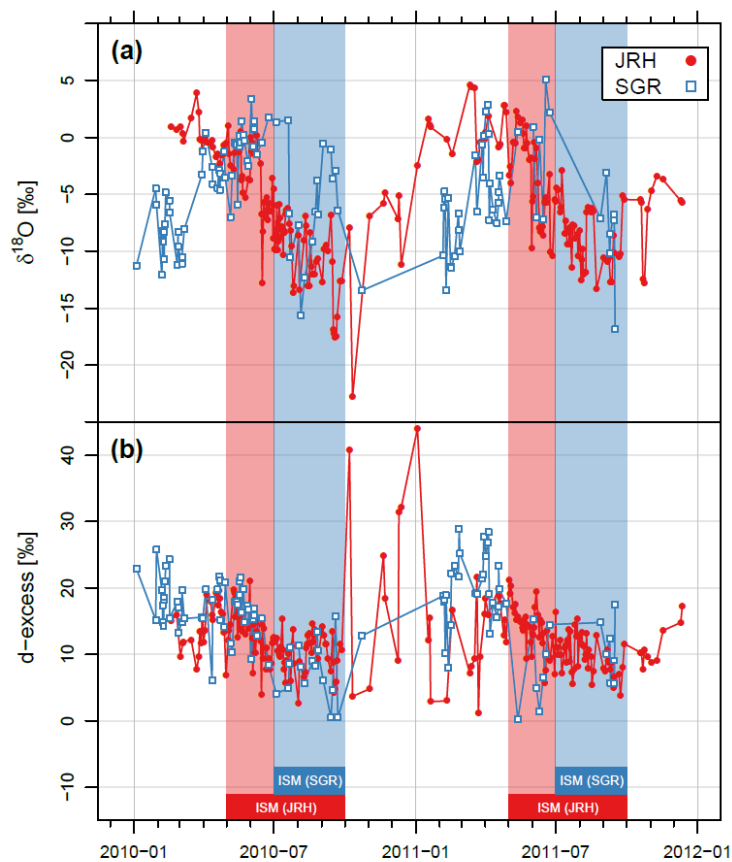 (a)
JRH
SGR
5
0
−5
−10
−15
−20
δ¹⁸O [‰]
(b)
40
30
20
10
0
−10
d−excess [‰]
ISM (SGR)
ISM (SGR)
ISM (JRH)
ISM (JRH)
2010−01
2010−07
2011−01
2011−07
2012−01